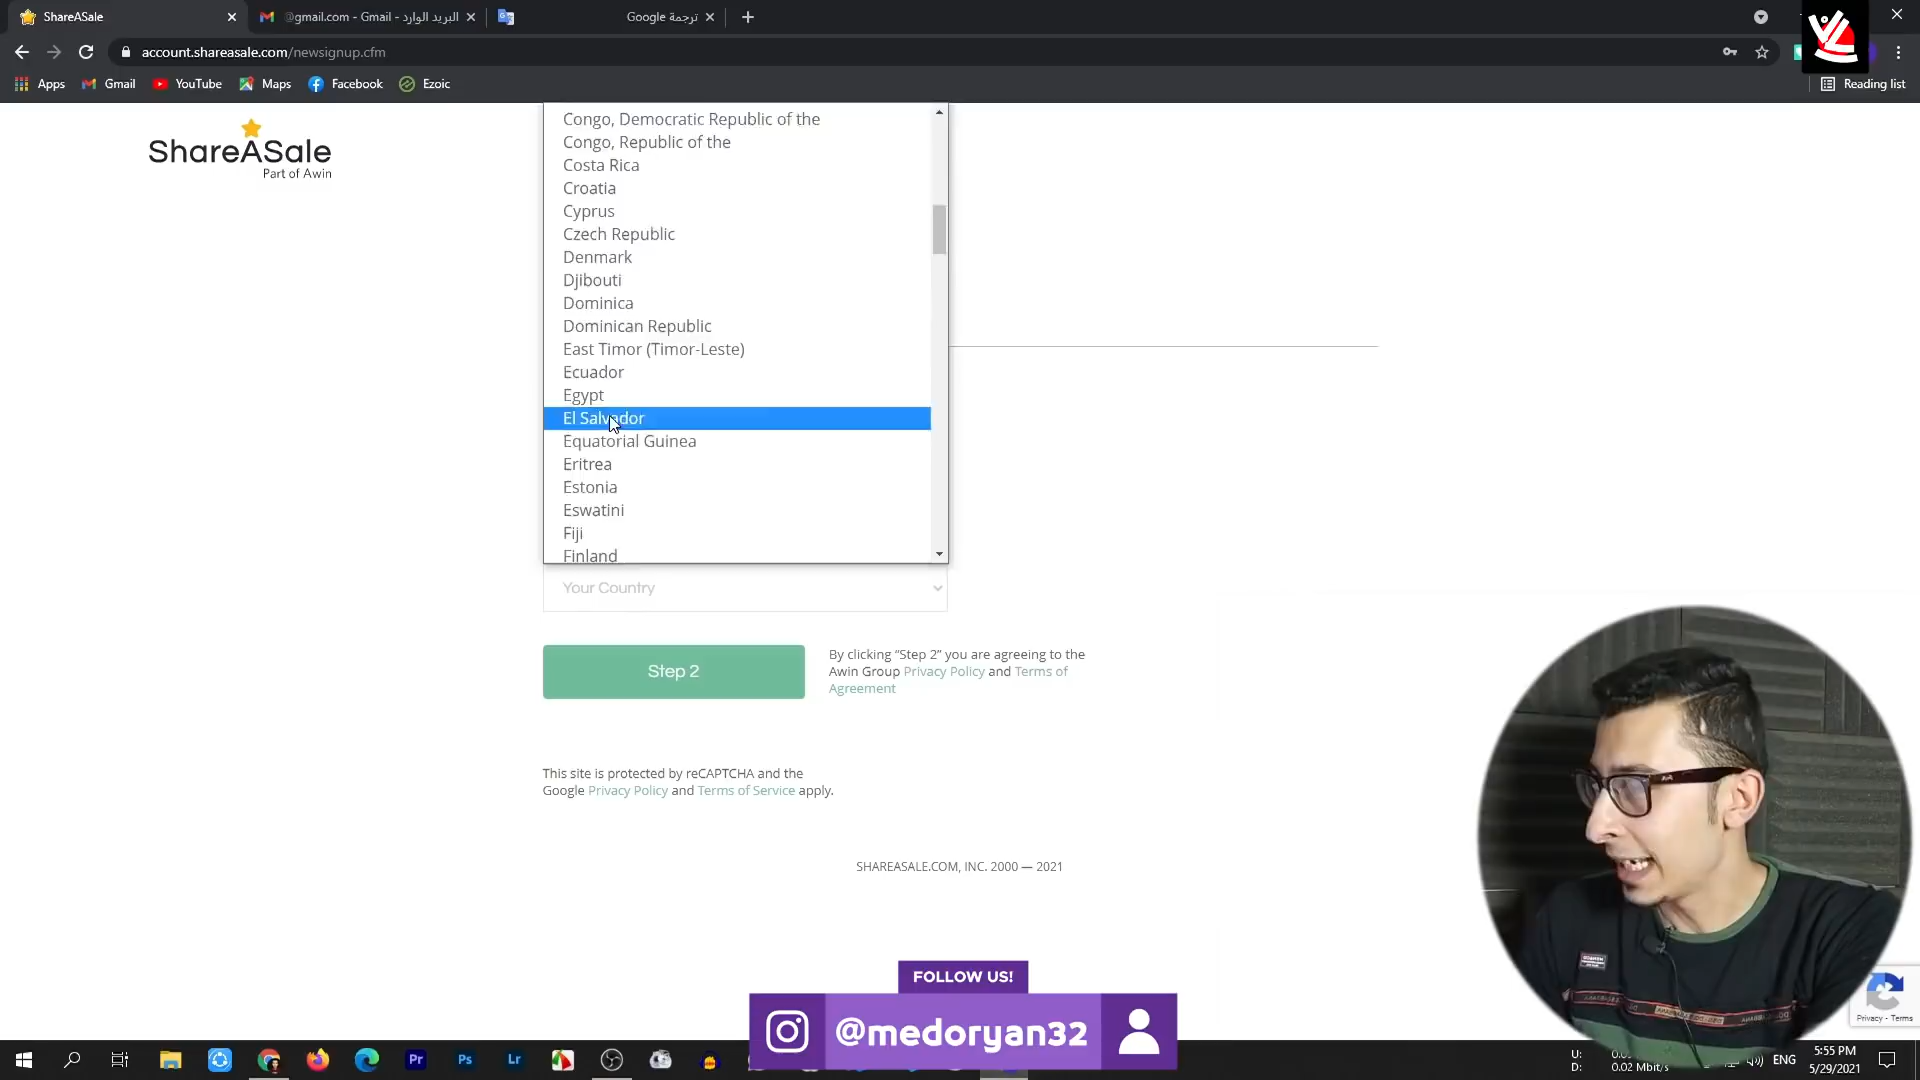 ShareASale
@gmail.com - Gmail - البريد الوارد
ترجمة Google
account.shareasale.com/newsignup.cfm
Apps
Gmail
YouTube
Maps
Facebook
Ezoic
Reading list
ShareASale
Part of Awin
Congo, Democratic Republic of the
Congo, Republic of the
Costa Rica
Croatia
Cyprus
Czech Republic
Denmark
Djibouti
Dominica
Dominican Republic
East Timor (Timor-Leste)
Ecuador
Egypt
El Salvador
Equatorial Guinea
Eritrea
Estonia
Eswatini
Fiji
Finland
Your Country
Step 2
By clicking "Step 2" you are agreeing to the
Awin Group Privacy Policy and Terms of
Agreement
This site is protected by reCAPTCHA and the
Google Privacy Policy and Terms of Service apply.
SHAREASALE.COM, INC. 2000 — 2021
FOLLOW US!
@medoryan32
Privacy - Terms
Pr
Ps
Lr
U:
D: 0.02 Mbit/s
ENG
5:55 PM
5/29/2021